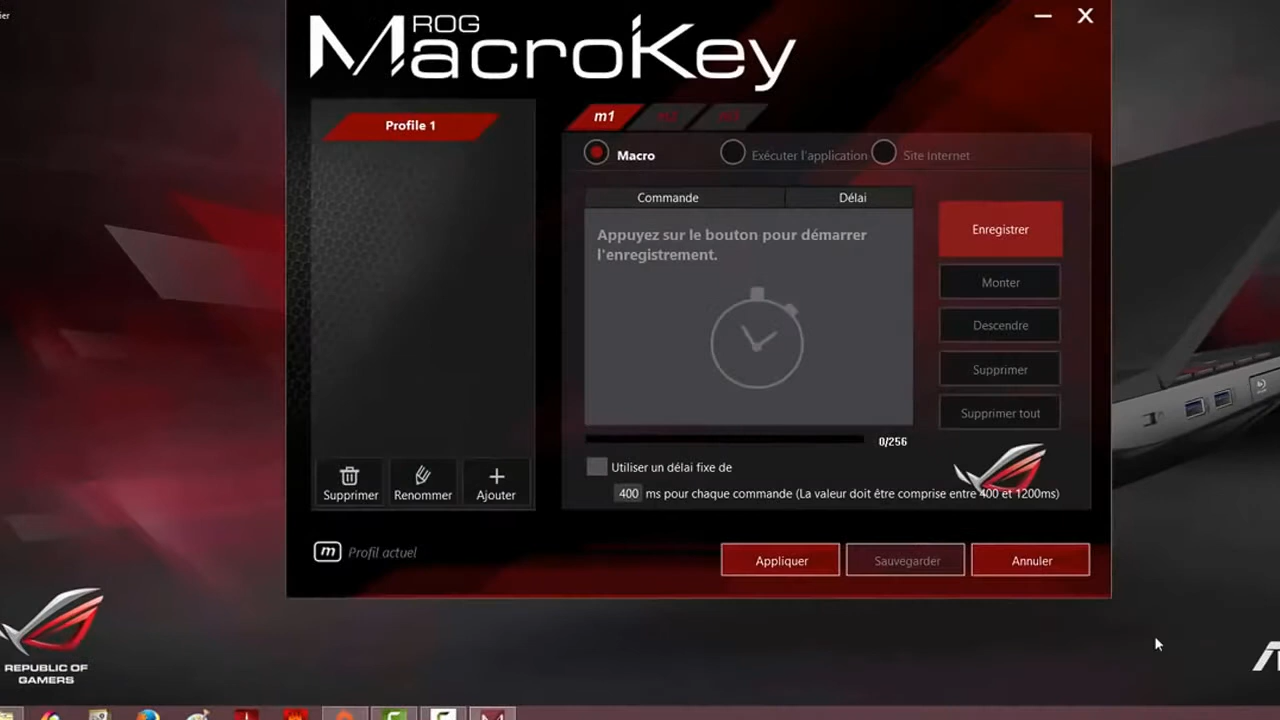 ier
ROG
MacroKey
Profile 1
m1
m2
m3
Macro
Exécuter l'application
Site Internet
Commande
Délai
Appuyez sur le bouton pour démarrer
l'enregistrement.
Enregistrer
Monter
Descendre
Supprimer
Supprimer tout
0/256
Utiliser un délai fixe de
400 ms pour chaque commande (La valeur doit être comprise entre 400 et 1200ms)
Supprimer
Renommer
Ajouter
m Profil actuel
Appliquer
Sauvegarder
Annuler
REPUBLIC OF
GAMERS